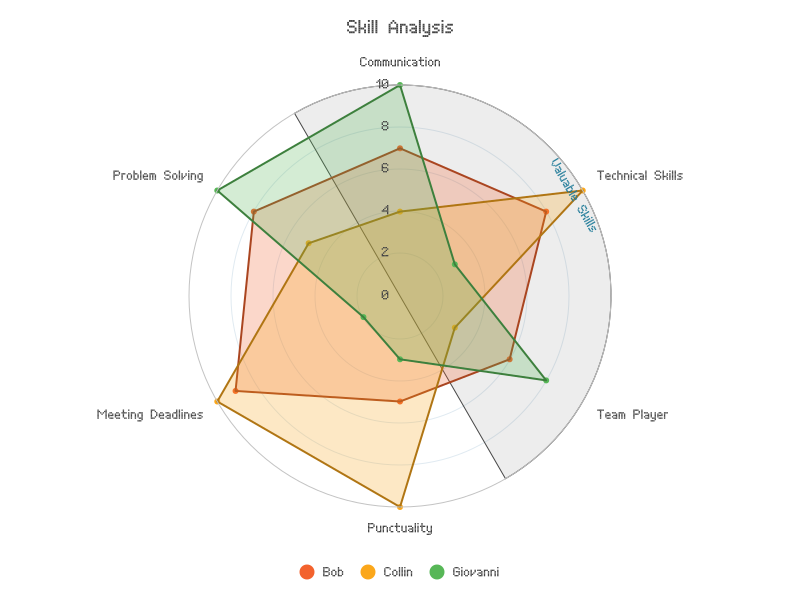 Skill Analysis
Communication
10
8
6
4
2
0
Valuable Skills
Technical Skills
Problem Solving
Meeting Deadlines
Team Player
Punctuality
Bob
Collin
Giovanni